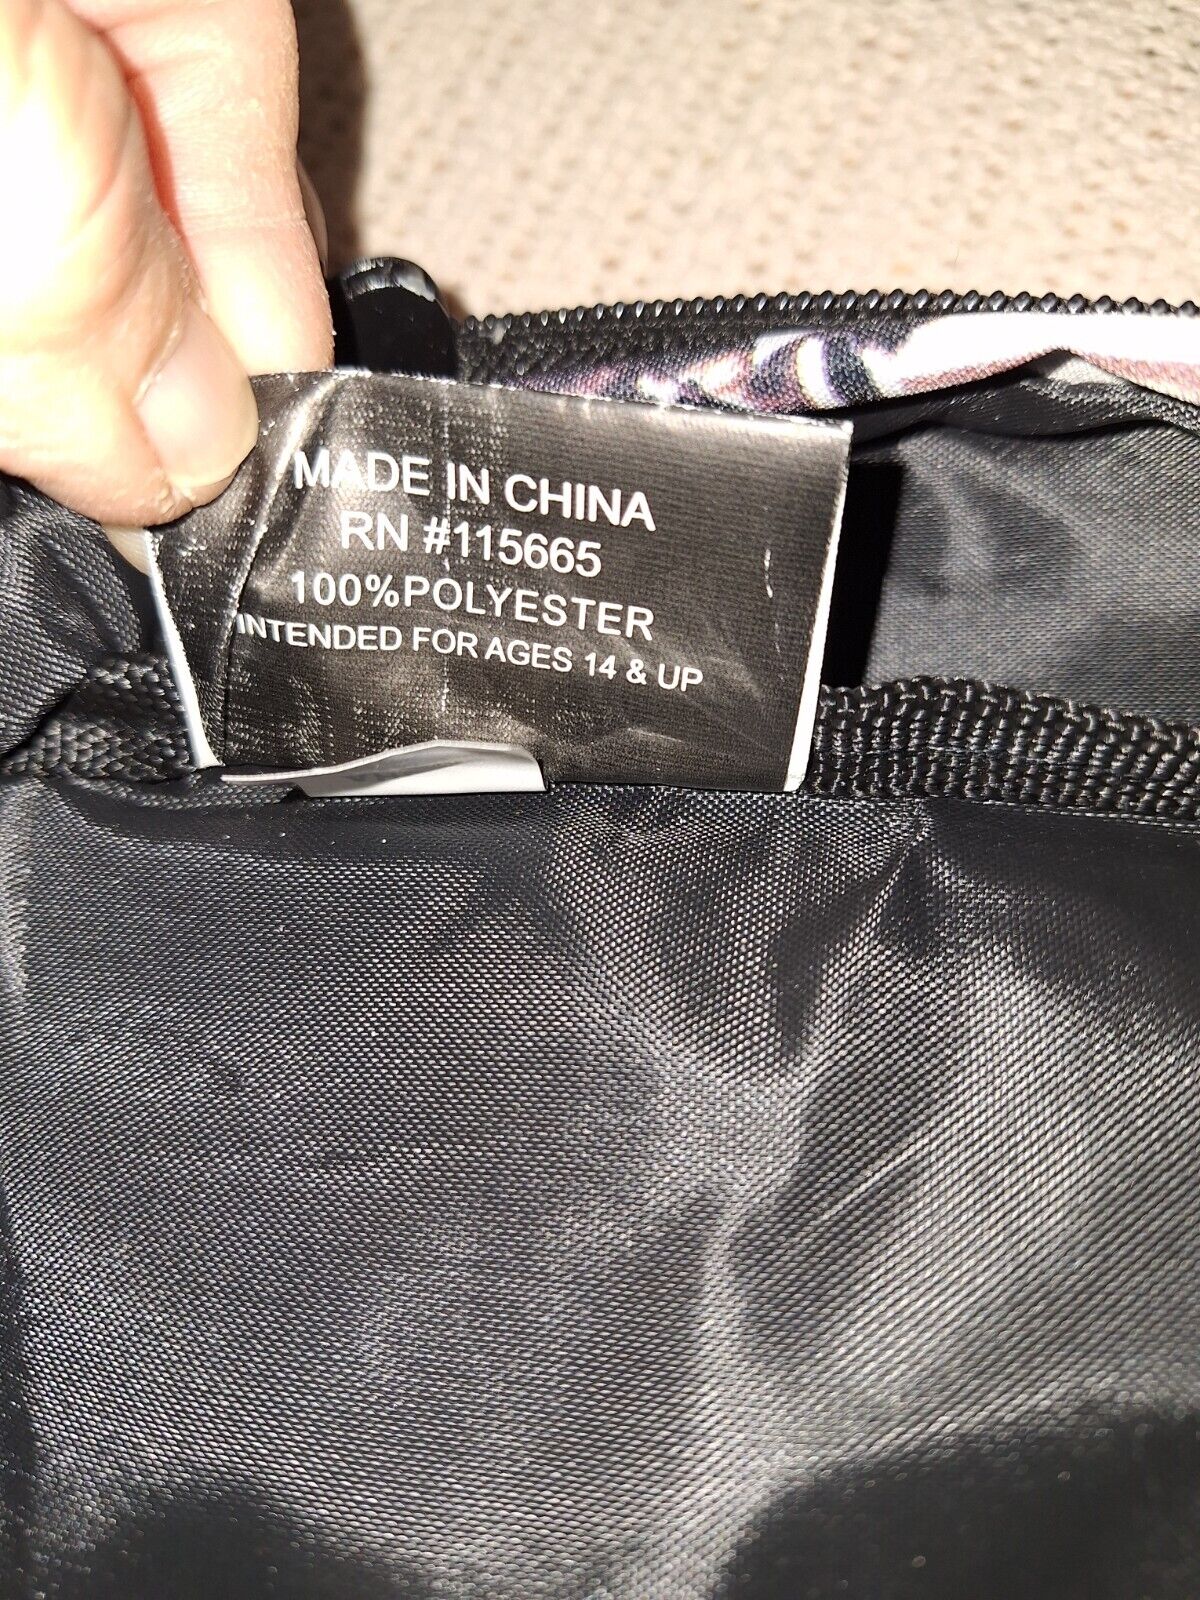 MADE IN CHINA
RN #115665
100%POLYESTER
INTENDED FOR AGES 14 & UP